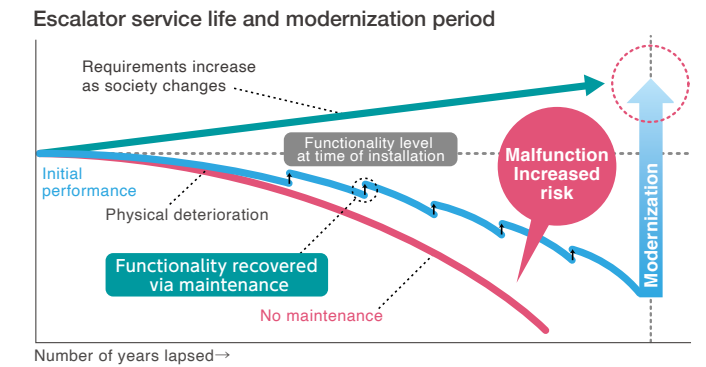 Escalator service life and modernization period
Requirements increase
as society changes
Functionality level
at time of installation
Malfunction
Increased
risk
Initial
performance
Physical deterioration
Functionality recovered
via maintenance
No maintenance
Modernization
Number of years lapsed→